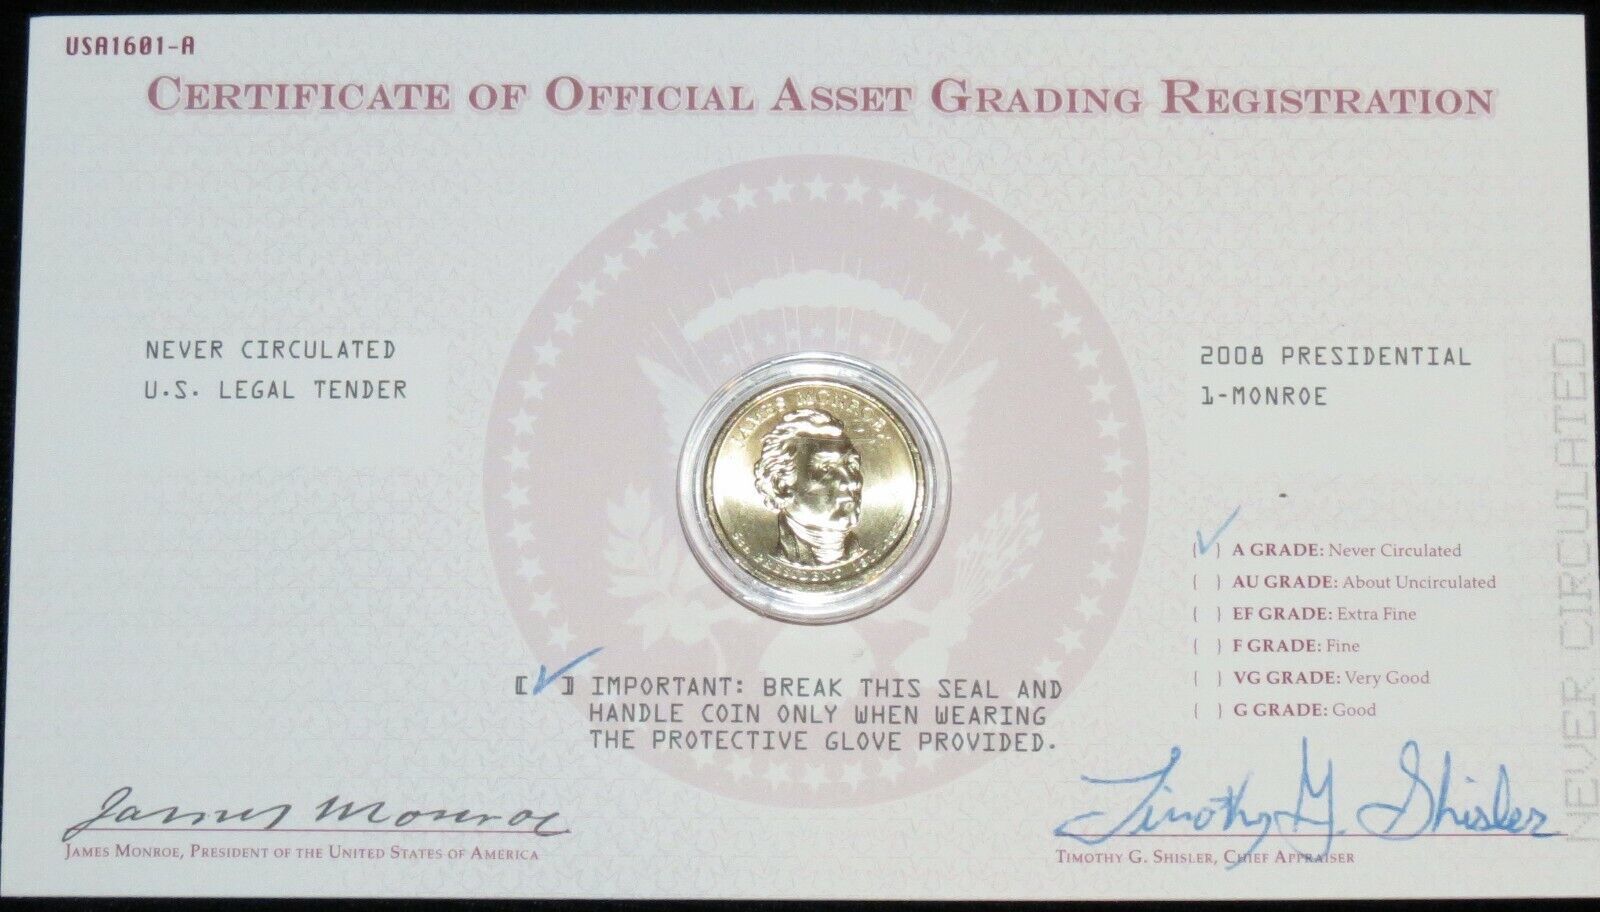 USA1601-A
CERTIFICATE OF OFFICIAL ASSET GRADING REGISTRATION
NEVER CIRCULATED
U.S. LEGAL TENDER
2008 PRESIDENTIAL
1-MONROE
JAMES MONROE
PRESIDENT
{ } A GRADE: Never Circulated
{ } AU GRADE: About Uncirculated
{ } EF GRADE: Extra Fine
{ } F GRADE: Fine
{ } VG GRADE: Very Good
{ } G GRADE: Good
NEVER CIRCULATED
[ ] IMPORTANT: BREAK THIS SEAL AND
HANDLE COIN ONLY WHEN WEARING
THE PROTECTIVE GLOVE PROVIDED.
James Monroe
JAMES MONROE, PRESIDENT OF THE UNITED STATES OF AMERICA
Timothy G. Shisler
TIMOTHY G. SHISLER, CHIEF APPRAISER